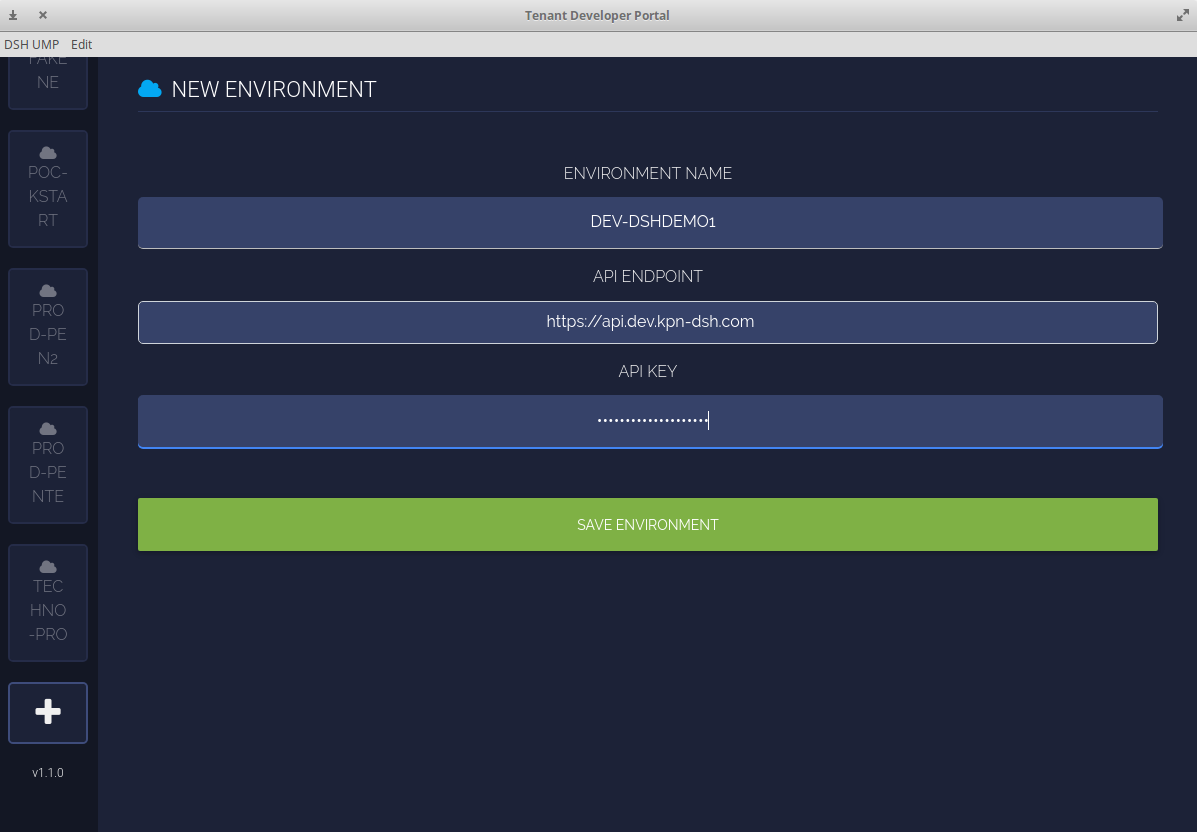 Tenant Developer Portal
DSH UMP Edit
FAKE
NE
POC-
KSTA
RT
PRO
D-PE
N2
PRO
D-PE
NTE
TEC
HNO
-PRO
v1.1.0
NEW ENVIRONMENT
ENVIRONMENT NAME
DEV-DSHDEMO1
API ENDPOINT
https://api.dev.kpn-dsh.com
API KEY
••••••••••••••••••••
SAVE ENVIRONMENT